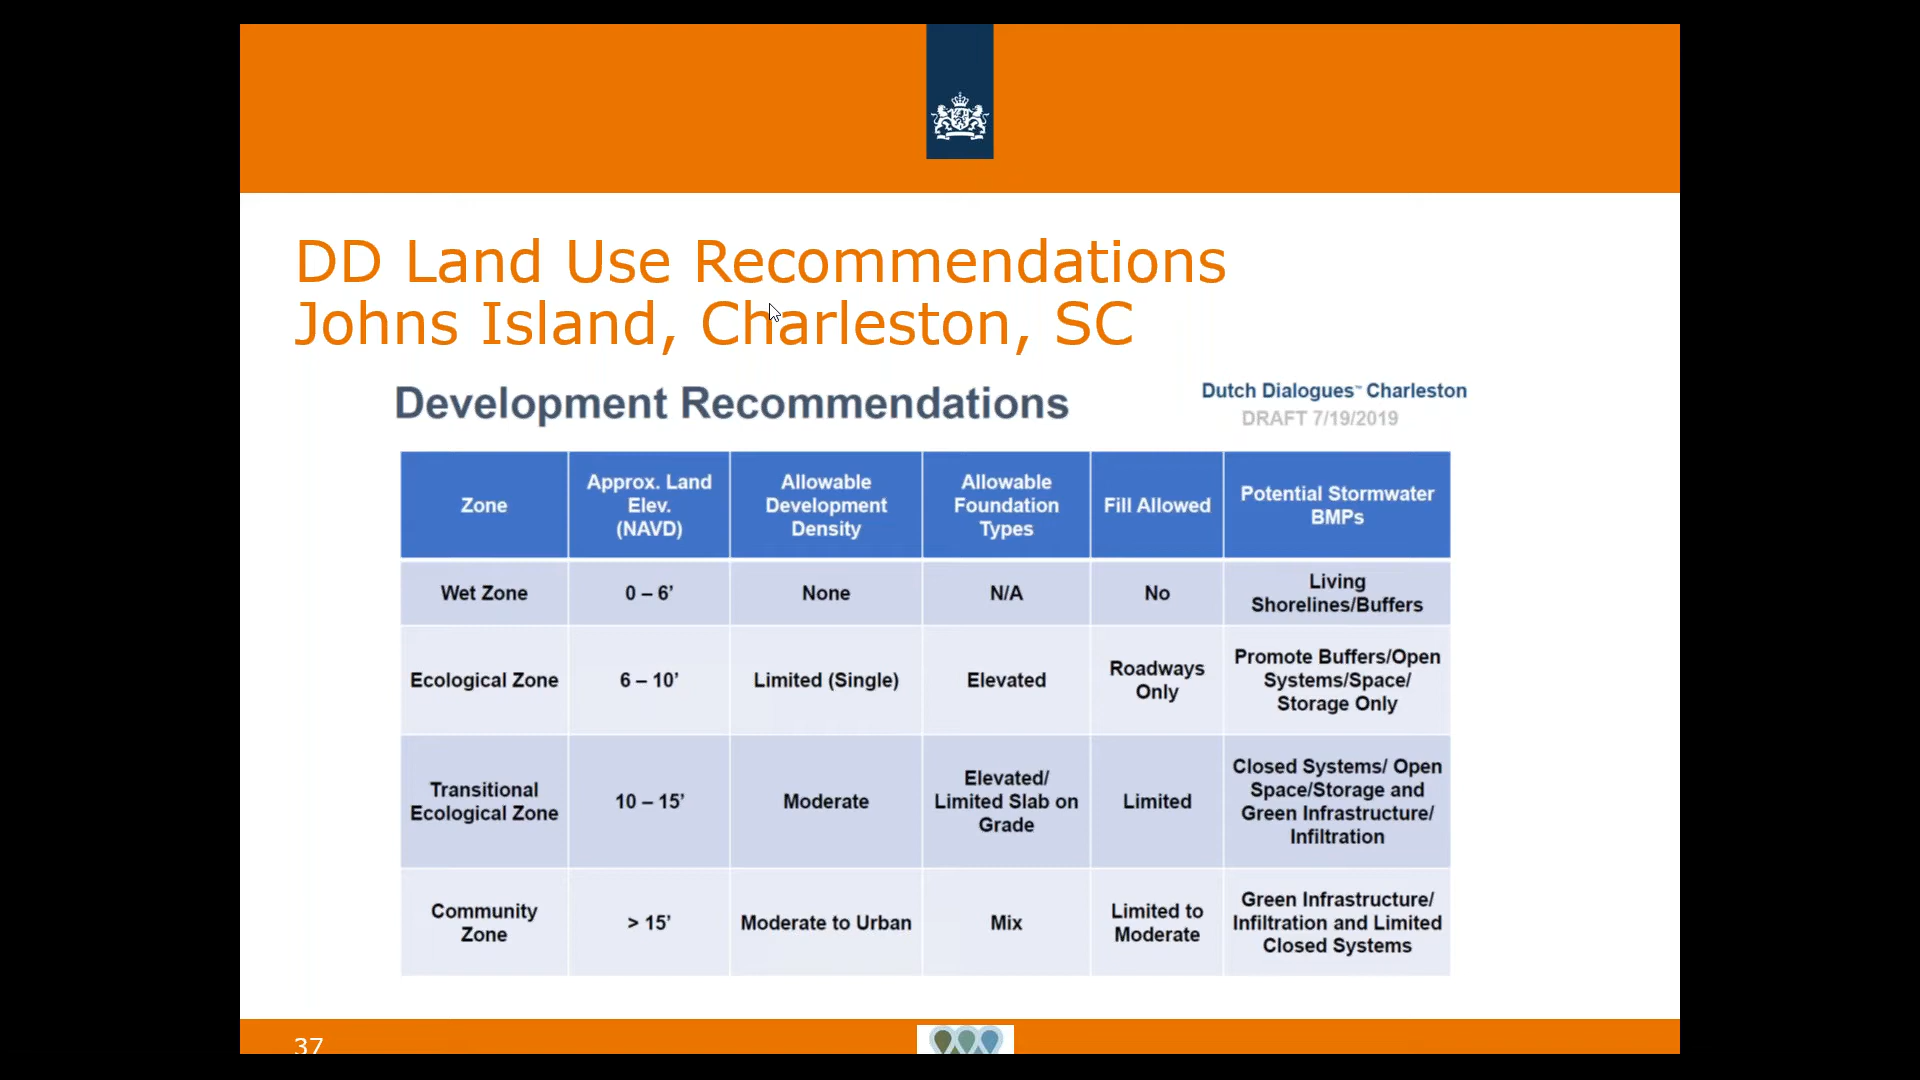 DD Land Use Recommendations
Johns Island, Charleston, SC
Development Recommendations
Dutch Dialogues™ Charleston
DRAFT 7/19/2019
Zone
Approx. Land
Elev.
(NAVD)
Allowable
Development
Density
Allowable
Foundation
Types
Fill Allowed
Potential Stormwater
BMPs
Wet Zone
0 – 6’
None
N/A
No
Living
Shorelines/Buffers
Ecological Zone
6 – 10’
Limited (Single)
Elevated
Roadways
Only
Promote Buffers/Open
Systems/Space/
Storage Only
Transitional
Ecological Zone
10 – 15’
Moderate
Elevated/
Limited Slab on
Grade
Limited
Closed Systems/ Open
Space/Storage and
Green Infrastructure/
Infiltration
Community
Zone
> 15’
Moderate to Urban
Mix
Limited to
Moderate
Green Infrastructure/
Infiltration and Limited
Closed Systems
37